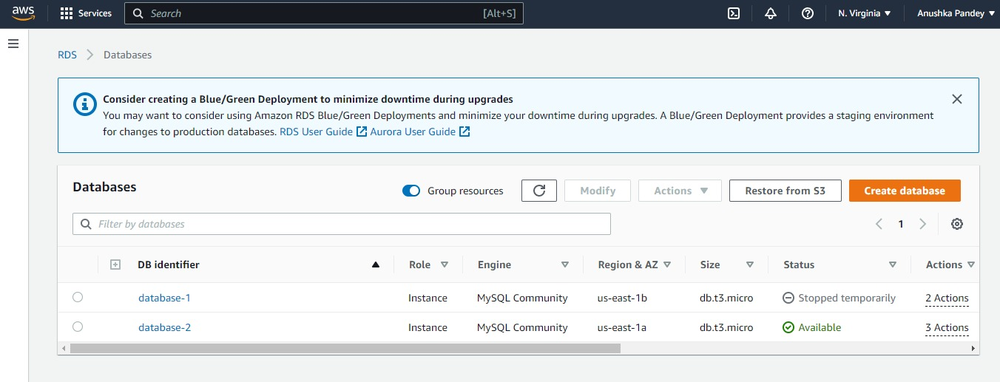 aws Services Search [Alt+S] N. Virginia Anushka Pandey
RDS Databases
Consider creating a Blue/Green Deployment to minimize downtime during upgrades
You may want to consider using Amazon RDS Blue/Green Deployments and minimize your downtime during upgrades. A Blue/Green Deployment provides a staging environment
for changes to production databases. RDS User Guide Aurora User Guide
Databases Group resources Modify Actions Restore from S3 Create database
Filter by databases 1
DB identifier Role Engine Region & AZ Size Status Actions
database-1 Instance MySQL Community us-east-1b db.t3.micro Stopped temporarily 2 Actions
database-2 Instance MySQL Community us-east-1a db.t3.micro Available 3 Actions